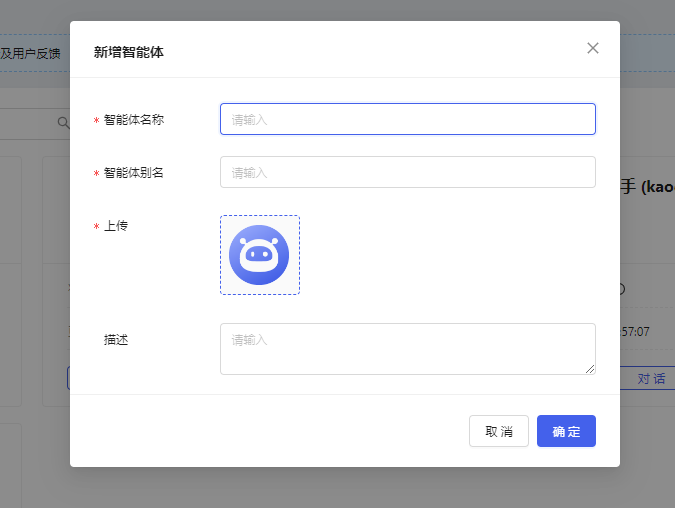 及用户反馈
新增智能体
* 智能体名称
请输入
* 智能体别名
请输入
手 (kao
* 上传
描述
请输入
57:07
对 话
取 消
确 定